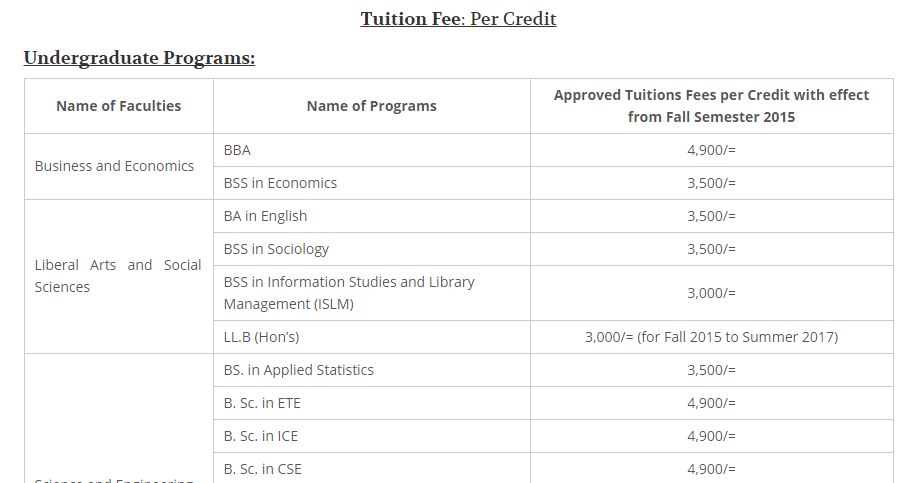 Tuition Fee: Per Credit
Undergraduate Programs:
Name of Faculties
Name of Programs
Approved Tuitions Fees per Credit with effect
from Fall Semester 2015
Business and Economics
BBA
4,900/=
BSS in Economics
3,500/=
Liberal Arts and Social
Sciences
BA in English
3,500/=
BSS in Sociology
3,500/=
BSS in Information Studies and Library
Management (ISLM)
3,000/=
LL.B (Hon’s)
3,000/= (for Fall 2015 to Summer 2017)
BS. in Applied Statistics
3,500/=
B. Sc. in ETE
4,900/=
B. Sc. in ICE
4,900/=
B. Sc. in CSE
4,900/=
Science and Engineering